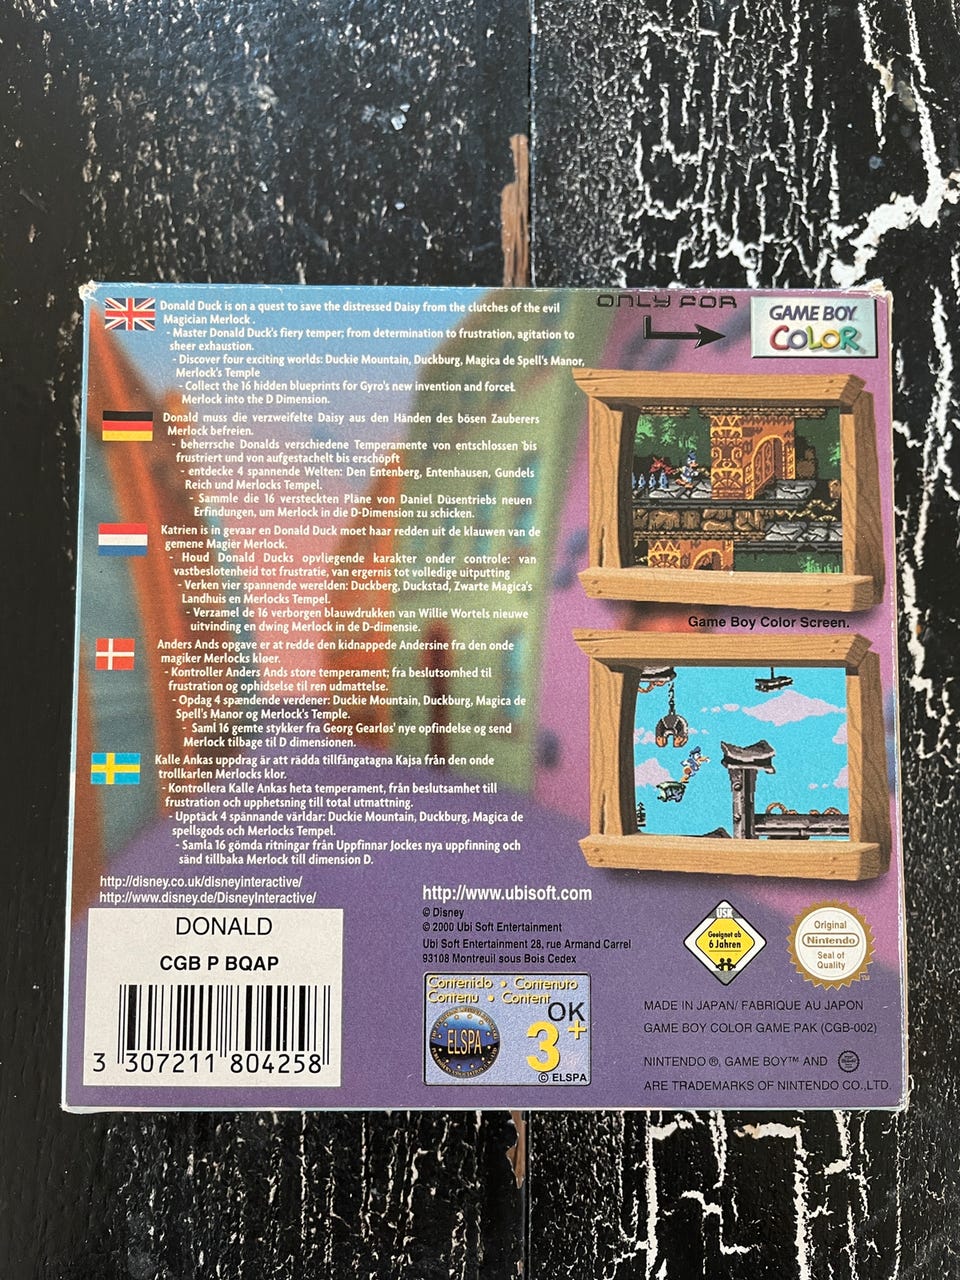 Donald Duck is on a quest to save the distressed Daisy from the clutches of the evil
Magician Merlock
- Master Donald Duck's fiery temper; from determination to frustration, agitation to
sheer exhaustion.
- Discover four exciting worlds: Duckie Mountain, Duckburg, Magica de Spell's Manor,
Merlock's Temple
- Collect the 16 hidden blueprints for Gyro's new invention and forceL
Merlock into the D Dimension.
Donald muss die verzweifelte Daisy aus den Händen des bösen Zauberers
Merlock befreien.
- beherrsche Donalds verschiedene Temperamente von entschlossen bis
frustriert und von aufgestachelt bis erschöpft
- entdecke 4 spannende Welten: Den Entenberg, Entenhausen, Gundels
Reich und Merlocks Tempel.
- Sammle die 16 versteckten Pläne von Daniel Düsentriebs neuen
Erfindungen, um Merlock in die D-Dimension zu schicken.
Katrien is in gevaar en Donald Duck moet haar redden uit de klauwen van de
gemene Magiër Merlock.
- Houd Donald Ducks opvliegende karakter onder controle: van
vastbeslotenheid tot frustratie, van ergernis tot volledige uitputting
- Verken vier spannende werelden: Duckberg, Duckstad, Zwarte Magica's
Landhuis en Merlocks Tempel.
- Verzamel de 16 verborgen blauwdrukken van Willie Wortels nieuwe
uitvinding en dwing Merlock in de D-dimensie.
Anders Ands opgave er at redde den kidnappede Andersine fra den onde
magiker Merlocks kløer.
- Kontroller Anders Ands store temperament; fra beslutsomhed til
frustration og ophidselse til ren udmattelse.
- Opdag 4 spændende verdener: Duckie Mountain, Duckburg, Magica de
Spell's Manor og Merlock's Temple.
- Saml 16 gemte stykker fra Georg Gearløs' nye opfindelse og send
Merlock tilbage til D dimensionen.
Kalle Ankas uppdrag är att rädda tillfångatagna Kajsa från den onde
trollkarlen Merlocks klor.
- Kontrollera Kalle Ankas heta temperament, från beslutsamhet till
frustration och upphetsning till total utmattning.
- Upptäck 4 spännande världar: Duckie Mountain, Duckburg, Magica de
spellsgods och Merlocks Tempel.
- Samla 16 gömda ritningar från Uppfinnar Jockes nya uppfinning och
sänd tillbaka Merlock till dimension D.
ONLY FOR
GAME BOY
COLOR
Game Boy Color Screen.
http://disney.co.uk/disneyinteractive/
http://www.disney.de/DisneyInteractive/
DONALD
CGB P BQAP
3 307211 804258
http://www.ubisoft.com
© Disney
© 2000 Ubi Soft Entertainment
Ubi Soft Entertainment 28, rue Armand Carrel
93108 Montreuil sous Bois Cedex
Contenido • Contenuto
Contenu • Content
ELSPA
OK
3+
© ELSPA
USK
Geeignet ab
6 Jahren
Original
Nintendo
Seal of
Quality
MADE IN JAPAN/ FABRIQUE AU JAPON
GAME BOY COLOR GAME PAK (CGB-002)
NINTENDO ®, GAME BOY™ AND
ARE TRADEMARKS OF NINTENDO CO.,LTD.